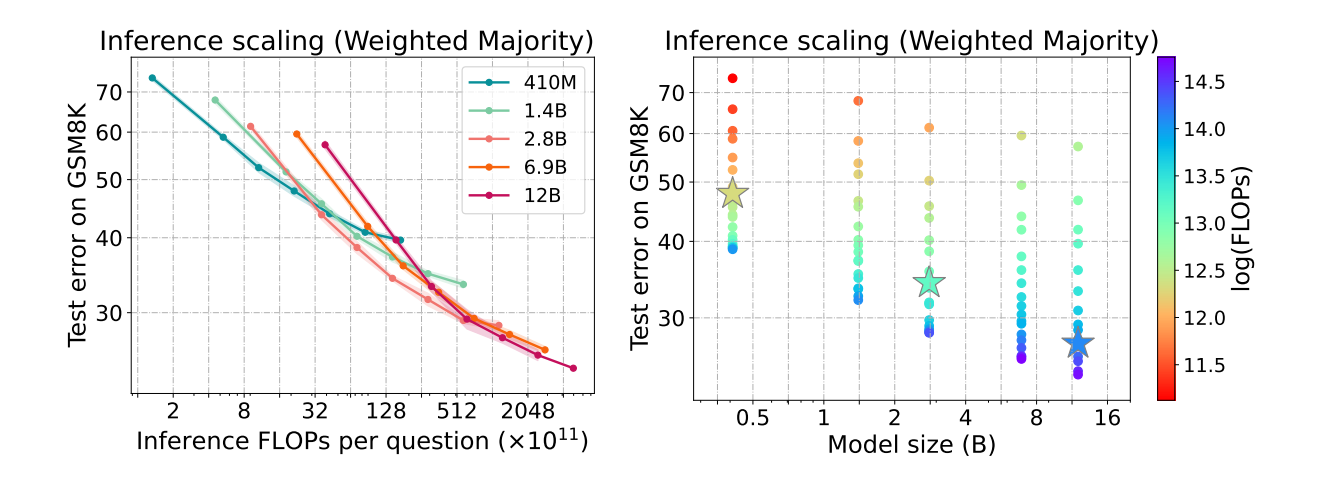 Inference scaling (Weighted Majority)
70
60
50
40
30
Test error on GSM8K
410M
1.4B
2.8B
6.9B
12B
2 8 32 128 512 2048
Inference FLOPs per question (×10¹¹)
Inference scaling (Weighted Majority)
70
60
50
40
30
Test error on GSM8K
0.5 1 2 4 8 16
Model size (B)
14.5
14.0
13.5
13.0
12.5
12.0
11.5
log(FLOPs)